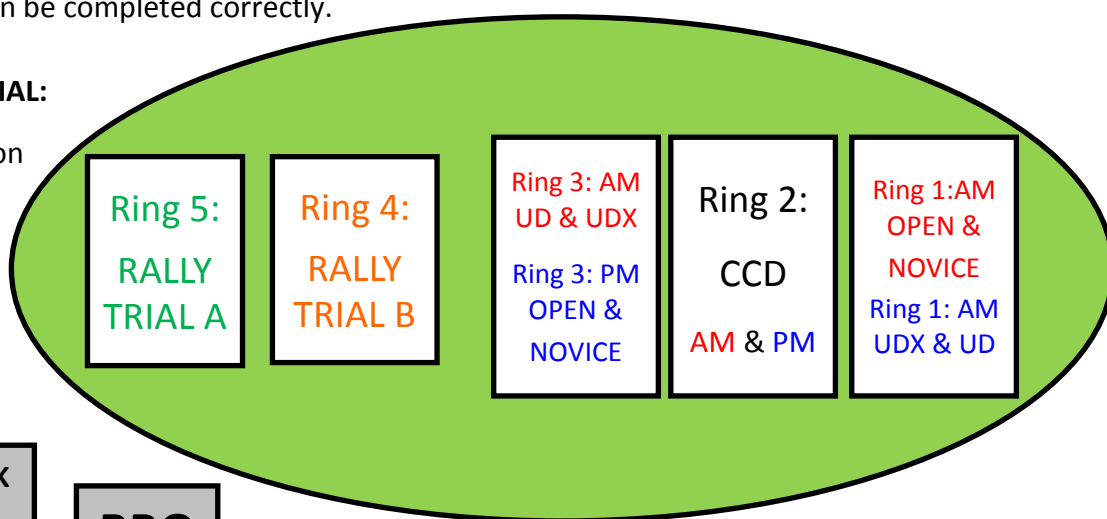 n be completed correctly.
IAL:
on
Ring 5:
RALLY
TRIAL A
Ring 4:
RALLY
TRIAL B
Ring 3: AM
UD & UDX
Ring 3: PM
OPEN &
NOVICE
Ring 2:
CCD
AM & PM
Ring 1:AM
OPEN &
NOVICE
Ring 1: AM
UDX & UD
X